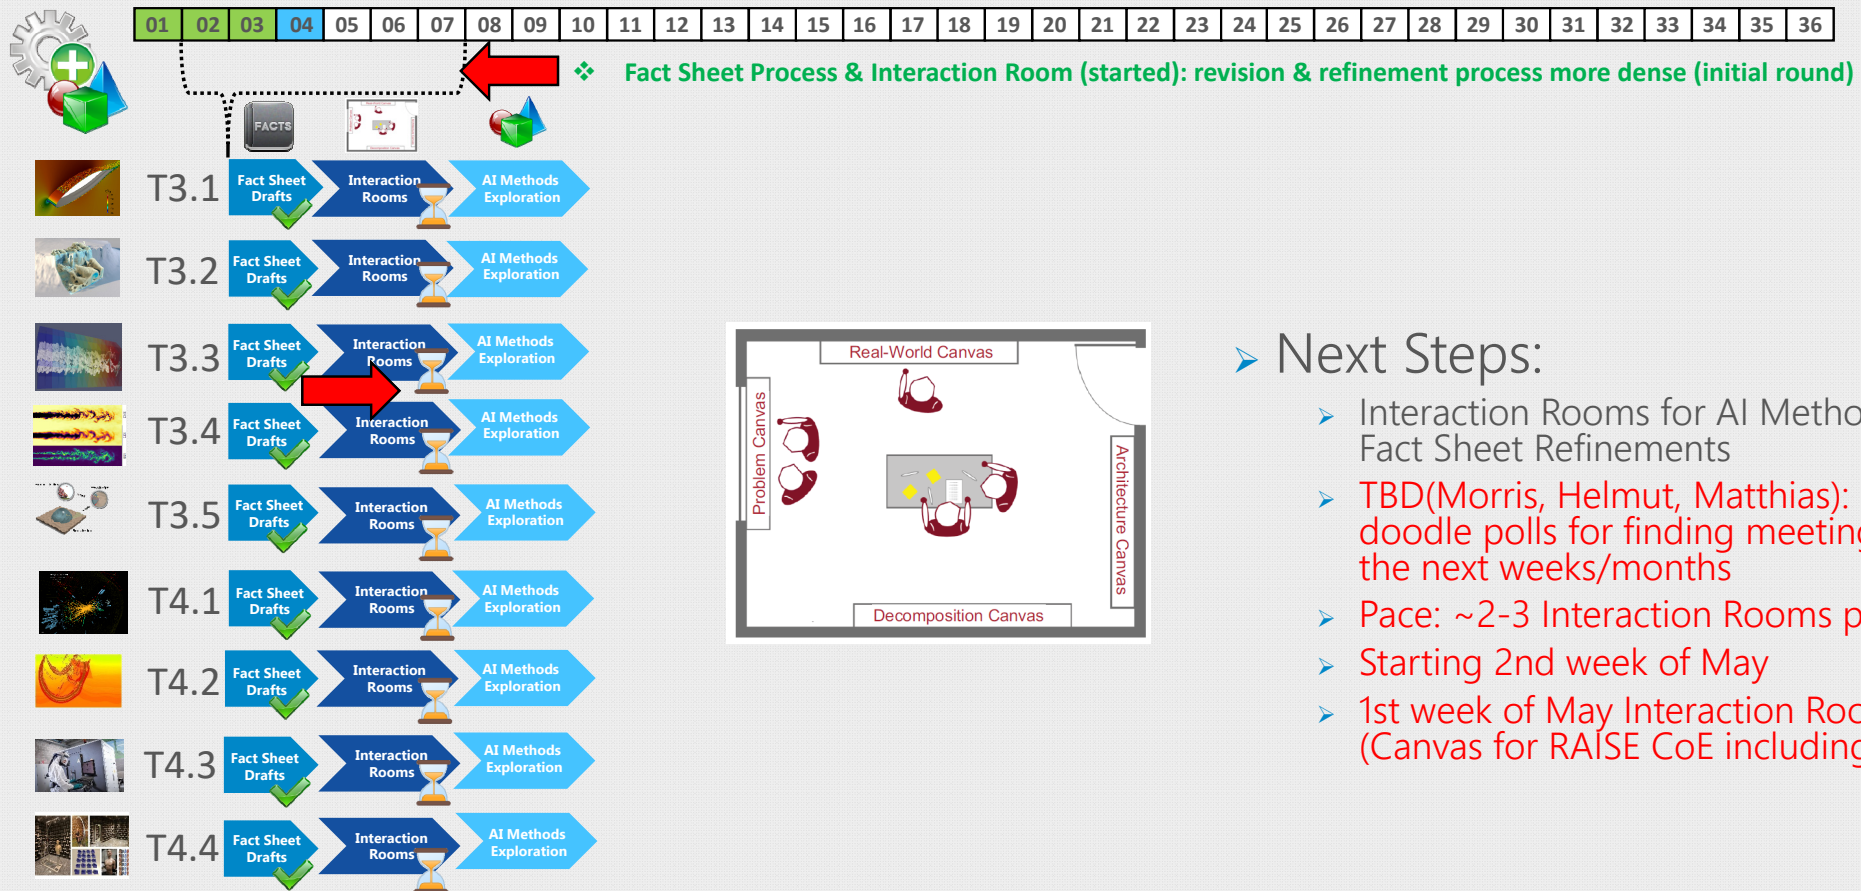 01 02 03 04 05 06 07 08 09 10 11 12 13 14 15 16 17 18 19 20 21 22 23 24 25 26 27 28 29 30 31 32 33 34 35 36
❖ Fact Sheet Process & Interaction Room (started): revision & refinement process more dense (initial round)
FACTS
T3.1
Fact Sheet
Drafts
Interaction
Rooms
AI Methods
Exploration
T3.2
Fact Sheet
Drafts
Interaction
Rooms
AI Methods
Exploration
T3.3
Fact Sheet
Drafts
Interaction
Rooms
AI Methods
Exploration
T3.4
Fact Sheet
Drafts
Interaction
Rooms
AI Methods
Exploration
T3.5
Fact Sheet
Drafts
Interaction
Rooms
AI Methods
Exploration
T4.1
Fact Sheet
Drafts
Interaction
Rooms
AI Methods
Exploration
T4.2
Fact Sheet
Drafts
Interaction
Rooms
AI Methods
Exploration
T4.3
Fact Sheet
Drafts
Interaction
Rooms
AI Methods
Exploration
T4.4
Fact Sheet
Drafts
Interaction
Rooms
AI Methods
Exploration
Real-World Canvas
Problem Canvas
Architecture Canvas
Decomposition Canvas
➢ Next Steps:
➢ Interaction Rooms for AI Metho
Fact Sheet Refinements
➢ TBD(Morris, Helmut, Matthias):
doodle polls for finding meeting
the next weeks/months
➢ Pace: ~2-3 Interaction Rooms p
➢ Starting 2nd week of May
➢ 1st week of May Interaction Roo
(Canvas for RAISE CoE including